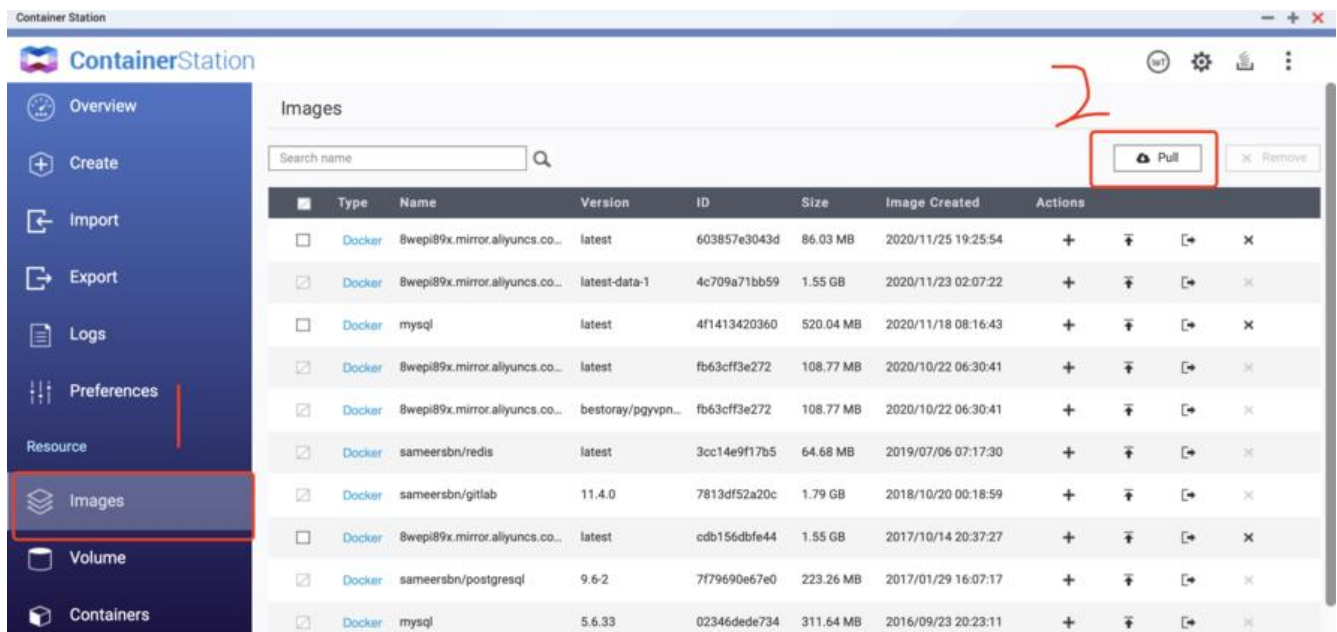 Container Station
ContainerStation
IoT
Overview
Create
Import
Export
Logs
Preferences
Resource
Images
Volume
Containers
1
2
Images
Search name
Pull
Remove
Type Name Version ID Size Image Created Actions
Docker 8wepi89x.mirror.aliyuncs.co... latest 603857e3043d 86.03 MB 2020/11/25 19:25:54
Docker 8wepi89x.mirror.aliyuncs.co... latest-data-1 4c709a71bb59 1.55 GB 2020/11/23 02:07:22
Docker mysql latest 4f1413420360 520.04 MB 2020/11/18 08:16:43
Docker 8wepi89x.mirror.aliyuncs.co... latest fb63cff3e272 108.77 MB 2020/10/22 06:30:41
Docker 8wepi89x.mirror.aliyuncs.co... bestoray/pgyvpn... fb63cff3e272 108.77 MB 2020/10/22 06:30:41
Docker sameersbn/redis latest 3cc14e9f17b5 64.68 MB 2019/07/06 07:17:30
Docker sameersbn/gitlab 11.4.0 7813df52a20c 1.79 GB 2018/10/20 00:18:59
Docker 8wepi89x.mirror.aliyuncs.co... latest cdb156dbfe44 1.55 GB 2017/10/14 20:37:27
Docker sameersbn/postgresql 9.6-2 7f79690e67e0 223.26 MB 2017/01/29 16:07:17
Docker mysql 5.6.33 02346dede734 311.64 MB 2016/09/23 20:23:11